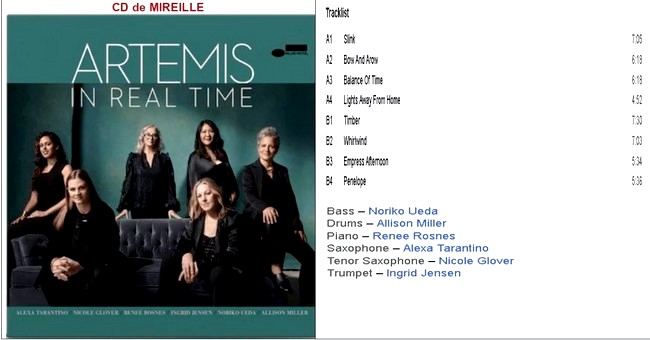 CD de MIREILLE
ARTEMIS
IN REAL TIME
ALEXA TARANTINO NICOLE GLOVER RENEE ROSNES INGRID JENSEN NORIKO UEDA ALLISON MILLER
Tracklist
A1 Slink 7:05
A2 Bow And Arow 6:18
A3 Balance Of Time 6:18
A4 Lights Away From Home 4:52
B1 Timber 7:30
B2 Whirlwind 7:03
B3 Empress Afternoon 5:34
B4 Penelope 5:36
Bass – Noriko Ueda
Drums – Allison Miller
Piano – Renee Rosnes
Saxophone – Alexa Tarantino
Tenor Saxophone – Nicole Glover
Trumpet – Ingrid Jensen